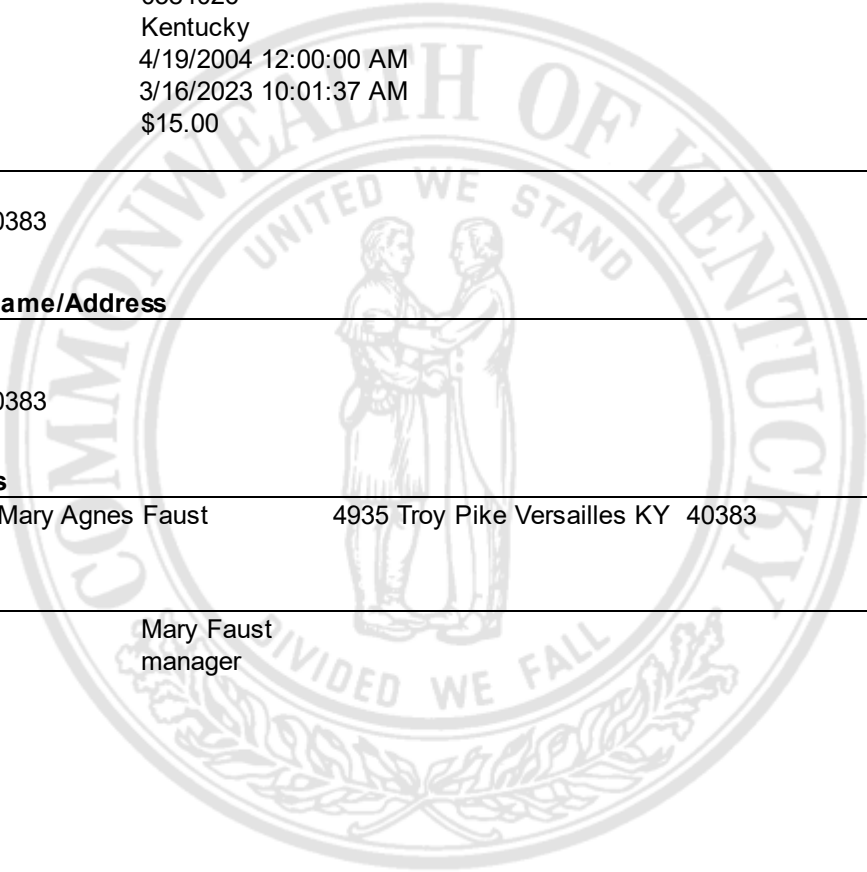 Kentucky
4/19/2004 12:00:00 AM
3/16/2023 10:01:37 AM
$15.00
0383
ame/Address
0383
s
Mary Agnes Faust 4935 Troy Pike Versailles KY 40383
Mary Faust
manager
COMMONWEALTH OF KENTUCKY
UNITED WE STAND
DIVIDED WE FALL